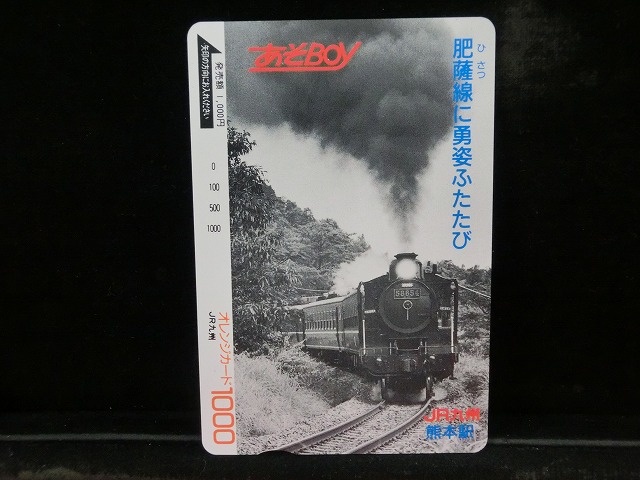 あそBOY
肥薩線に勇姿ふたたび
ひさつ
矢印の方向にお入れください
発売額 1,000円
0
100
500
1000
オレンジカード1000
JR九州
58654
JR九州
熊本駅